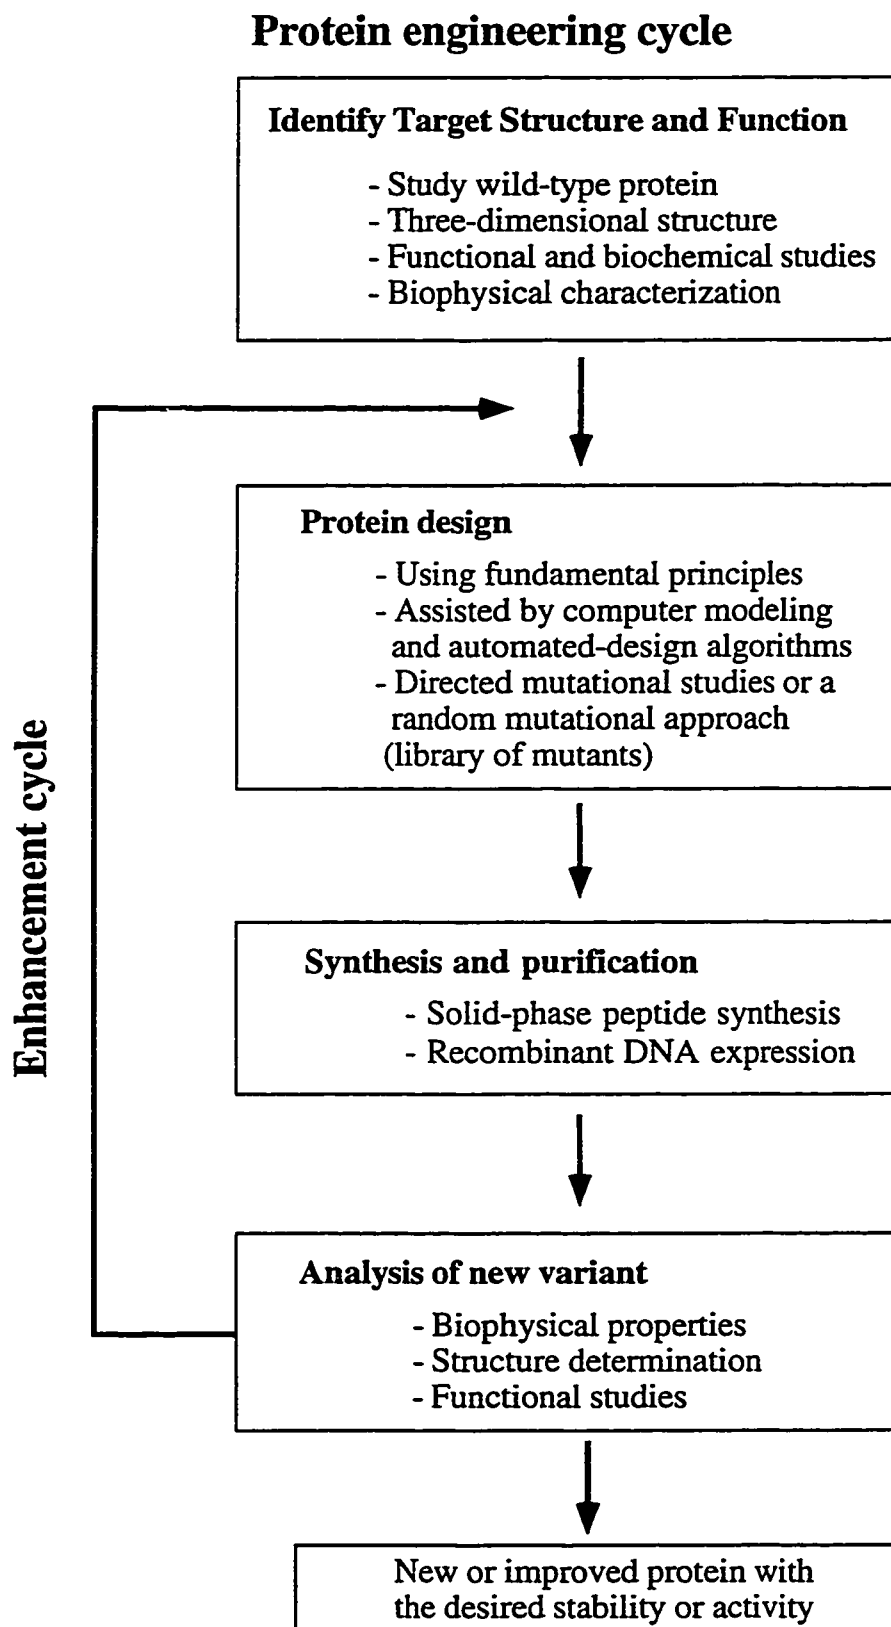 Protein engineering cycle
Identify Target Structure and Function
- Study wild-type protein
- Three-dimensional structure
- Functional and biochemical studies
- Biophysical characterization
Protein design
- Using fundamental principles
- Assisted by computer modeling
and automated-design algorithms
- Directed mutational studies or a
random mutational approach
(library of mutants)
Enhancement cycle
Synthesis and purification
- Solid-phase peptide synthesis
- Recombinant DNA expression
Analysis of new variant
- Biophysical properties
- Structure determination
- Functional studies
New or improved protein with
the desired stability or activity